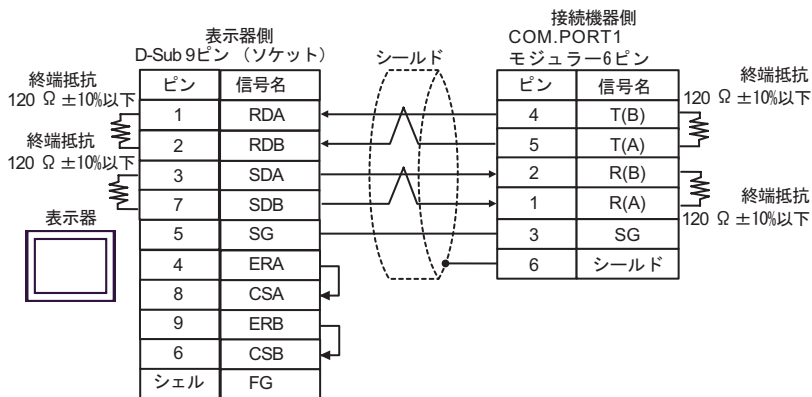 表示器側
D-Sub 9ピン （ソケット）
シールド
接続機器側
COM.PORT1
モジュラー6ピン
終端抵抗
120 Ω ±10%以下
終端抵抗
120 Ω ±10%以下
表示器
ピン 信号名
1 RDA
2 RDB
3 SDA
7 SDB
5 SG
4 ERA
8 CSA
9 ERB
6 CSB
シェル FG
ピン 信号名
4 T(B)
5 T(A)
2 R(B)
1 R(A)
3 SG
6 シールド
終端抵抗
120 Ω ±10%以下
終端抵抗
120 Ω ±10%以下